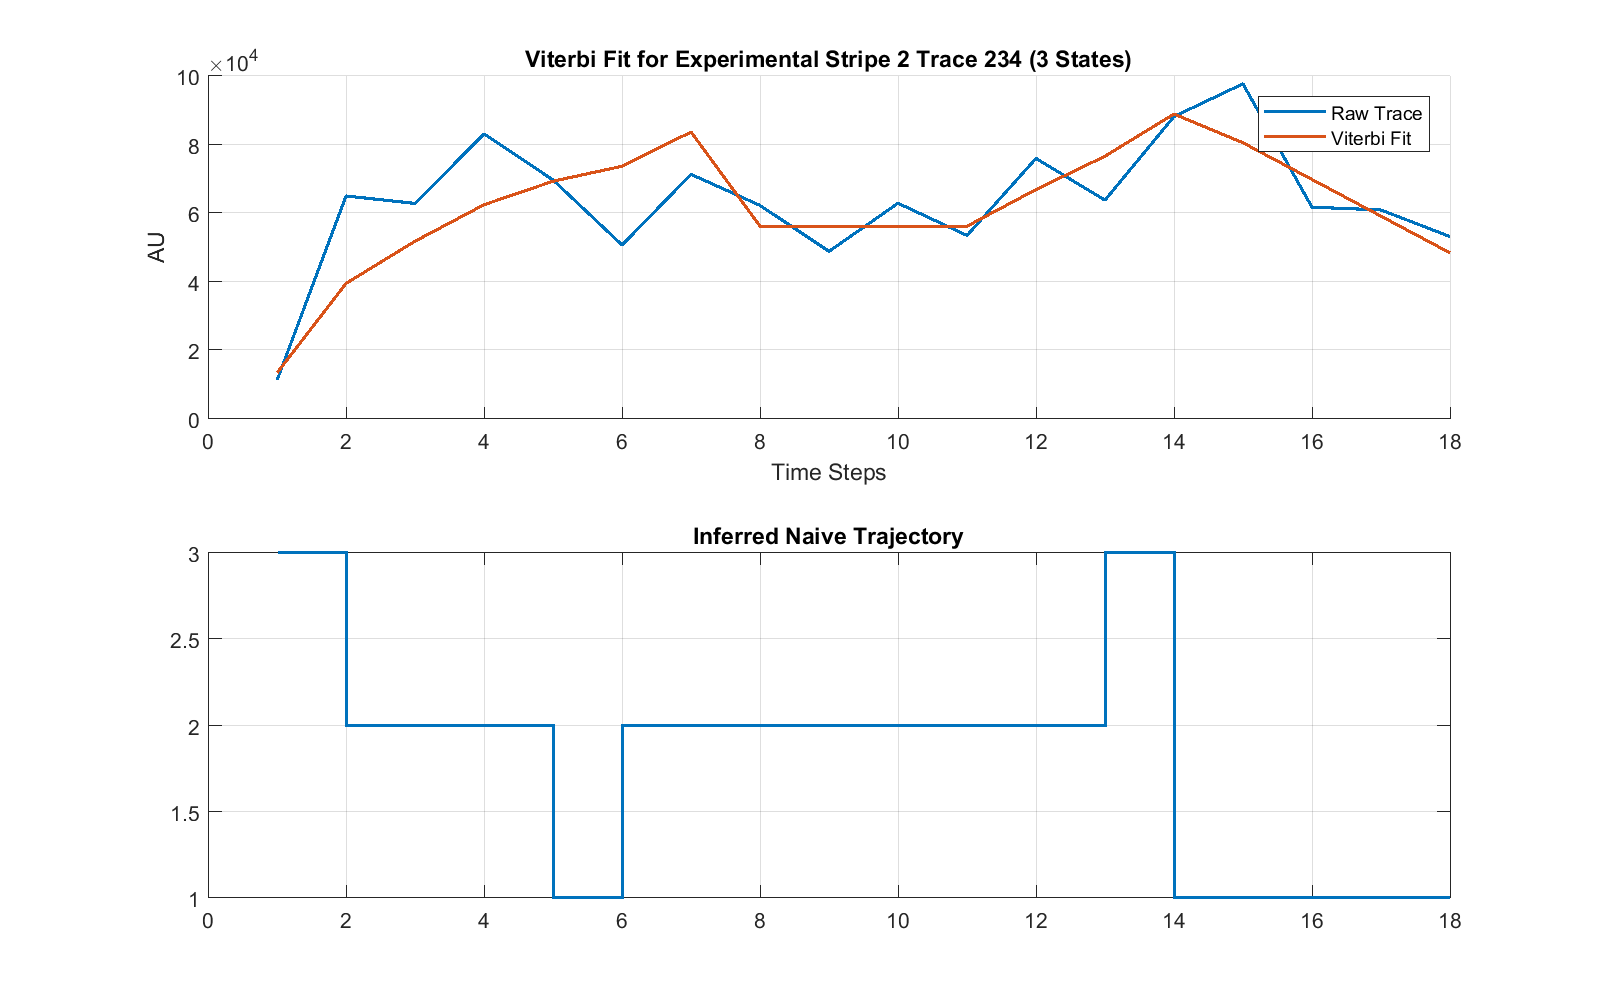 Viterbi Fit for Experimental Stripe 2 Trace 234 (3 States)
×10⁴
10
8
6
4
2
0
AU
Raw Trace
Viterbi Fit
0 2 4 6 8 10 12 14 16 18
Time Steps
Inferred Naive Trajectory
3
2.5
2
1.5
1
0 2 4 6 8 10 12 14 16 18